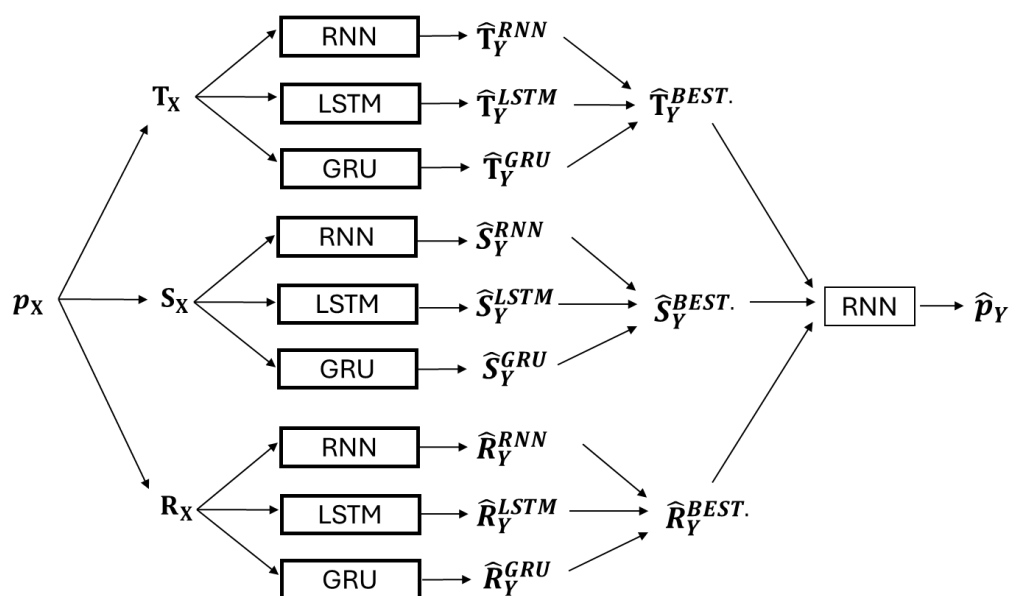 RNN
T̂_Y^{RNN}
T_X
LSTM
T̂_Y^{LSTM}
T̂_Y^{BEST.}
GRU
T̂_Y^{GRU}
RNN
Ŝ_Y^{RNN}
p_X
S_X
LSTM
Ŝ_Y^{LSTM}
Ŝ_Y^{BEST.}
RNN
p̂_Y
GRU
Ŝ_Y^{GRU}
RNN
R̂_Y^{RNN}
R_X
LSTM
R̂_Y^{LSTM}
R̂_Y^{BEST.}
GRU
R̂_Y^{GRU}